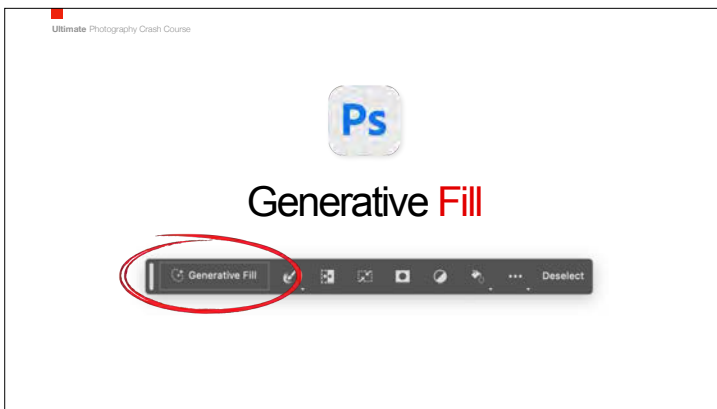 Ultimate Photography Crash Course
Ps
Generative Fill
Generative Fill Deselect